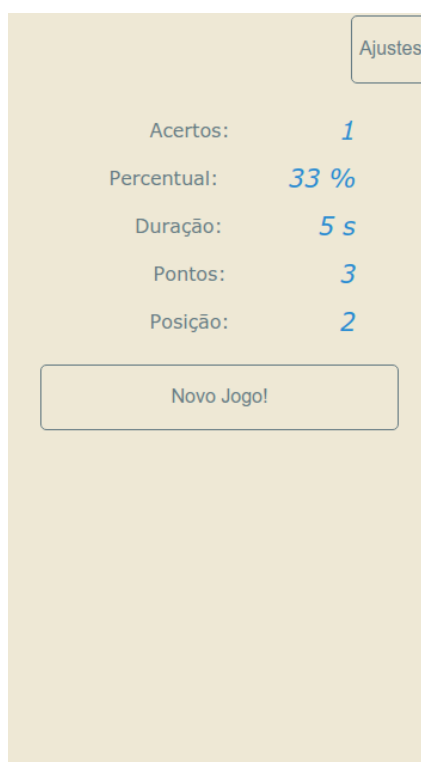 Ajustes
Acertos: 1
Percentual: 33 %
Duração: 5 s
Pontos: 3
Posição: 2
Novo Jogo!